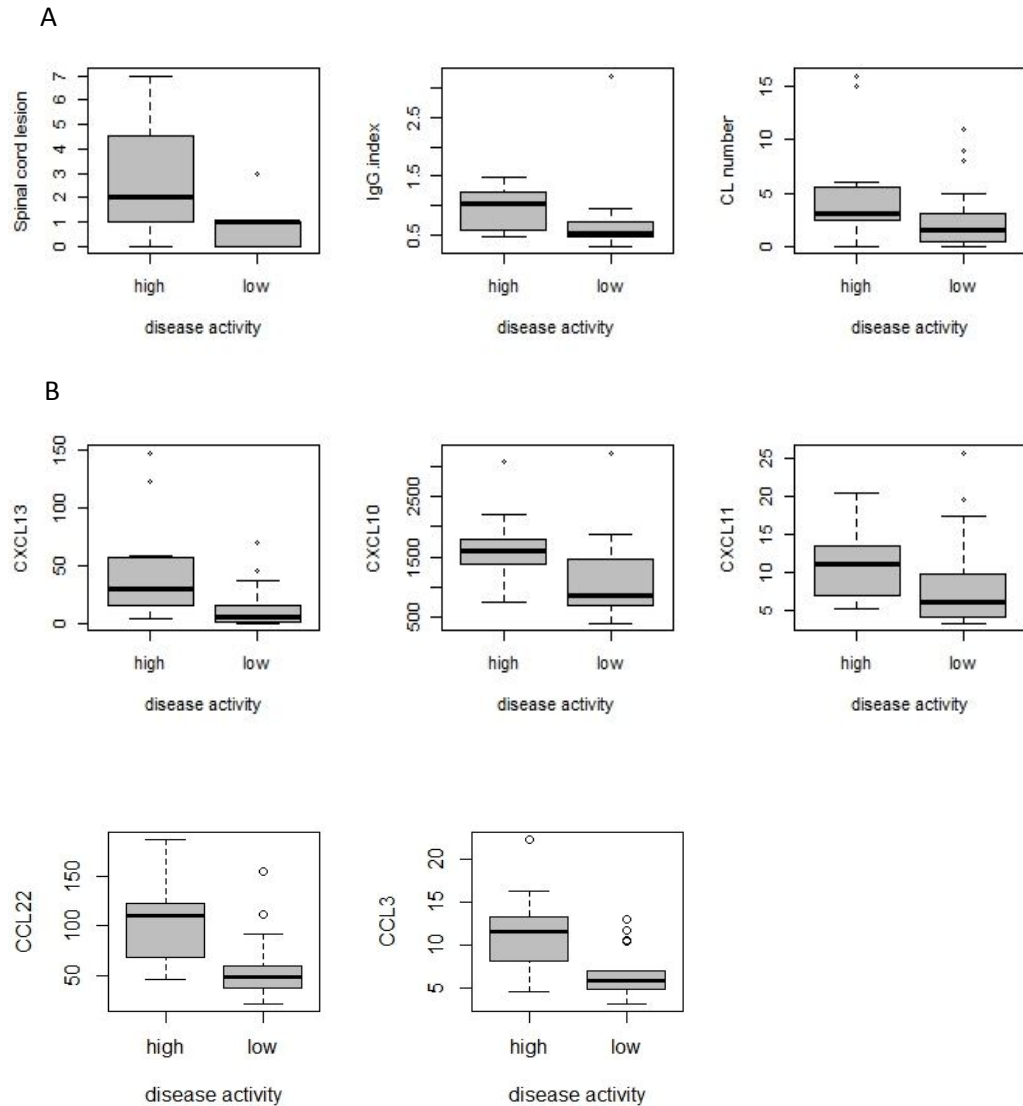 A
Spinal cord lesion
7
6
5
4
3
2
1
0
high low
disease activity
IgG.index
2.5
1.5
0.5
high low
disease activity
CL number
15
10
5
0
high low
disease activity
B
CXCL13
150
100
50
0
high low
disease activity
CXCL10
2500
1500
500
high low
disease activity
CXCL11
25
20
15
10
5
high low
disease activity
CCL22
150
100
50
high low
disease activity
CCL3
20
15
10
5
high low
disease activity